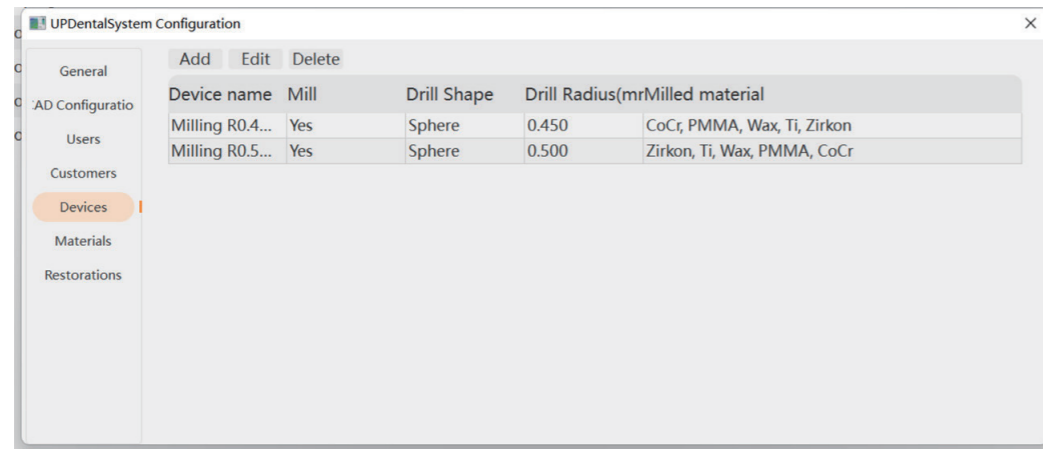 UPDentalSystem Configuration
Add Edit Delete
General
AD Configuratio
Users
Customers
Devices
Materials
Restorations
Device name Mill Drill Shape Drill Radius(mrMilled material
Milling R0.4... Yes Sphere 0.450 CoCr, PMMA, Wax, Ti, Zirkon
Milling R0.5... Yes Sphere 0.500 Zirkon, Ti, Wax, PMMA, CoCr